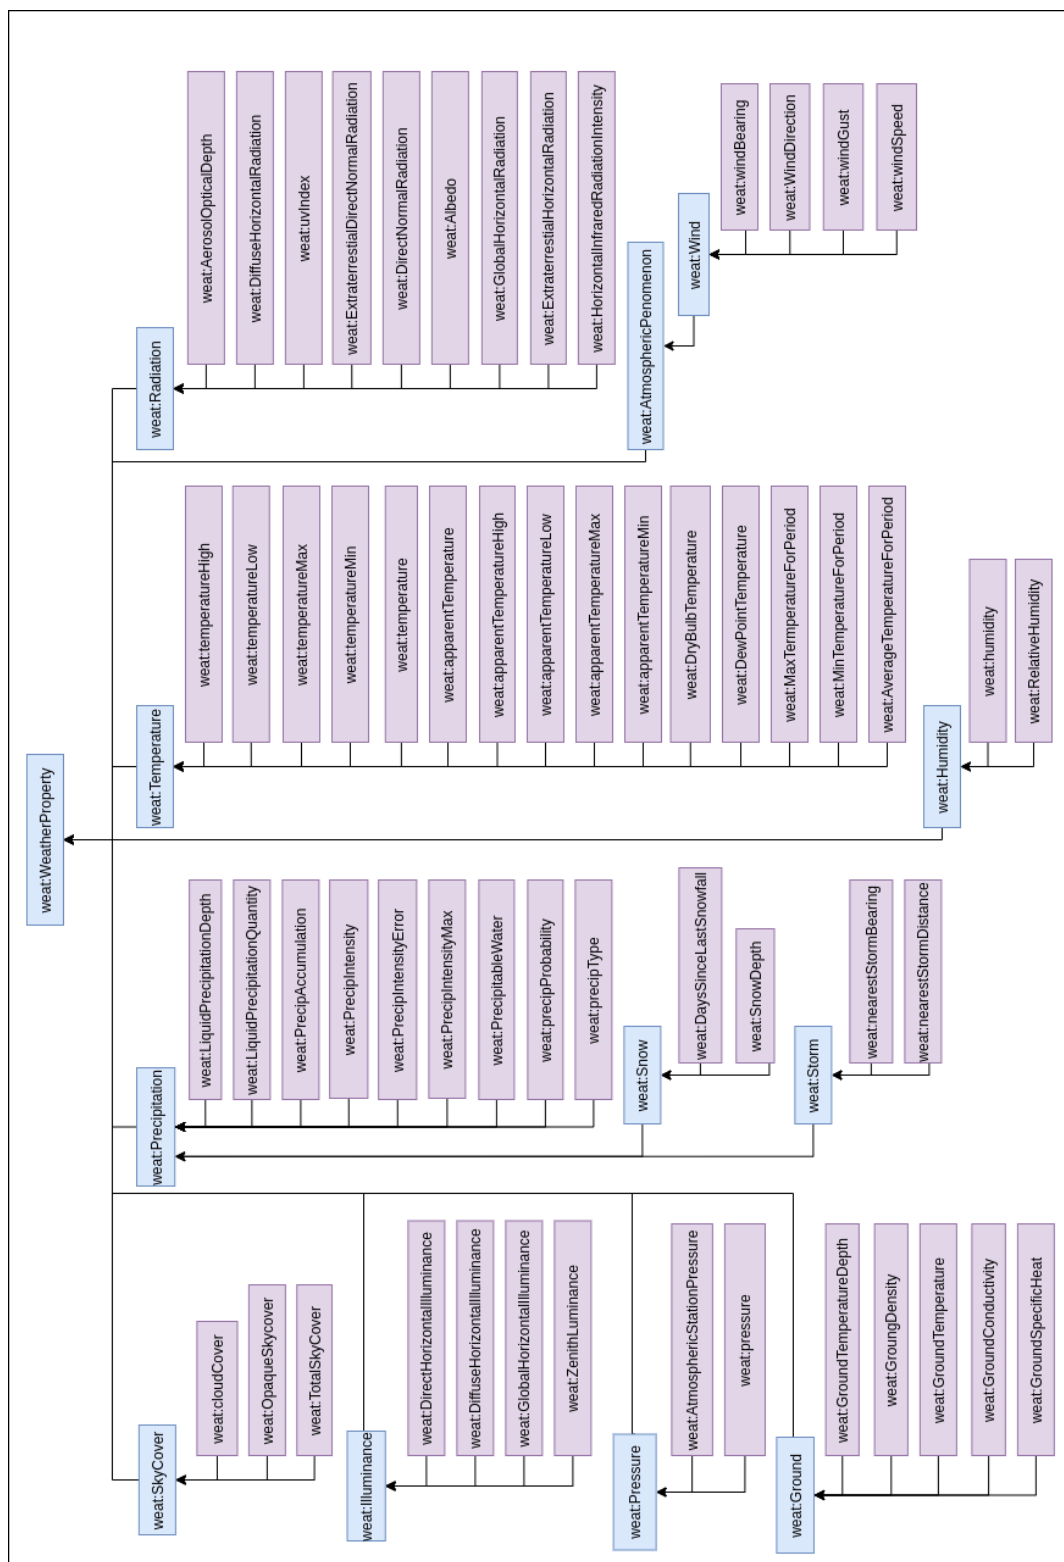 weat:WeatherProperty
weat:SkyCover
weat:cloudCover
weat:OpaqueSkycover
weat:TotalSkyCover
weat:Illuminance
weat:DirectHorizontalIlluminance
weat:DiffuseHorizontalIlluminance
weat:GlobalHorizontalIlluminance
weat:ZenithLuminance
weat:Pressure
weat:AtmosphericStationPressure
weat:pressure
weat:Ground
weat:GroundTemperatureDepth
weat:GroungDensity
weat:GroundTemperature
weat:GroundConductivity
weat:GroundSpecificHeat
weat:Precipitation
weat:LiquidPrecipitationDepth
weat:LiquidPrecipitationQuantity
weat:PrecipAccumulation
weat:PrecipIntensity
weat:PrecipIntensityError
weat:PrecipIntensityMax
weat:PrecipitableWater
weat:precipProbability
weat:precipType
weat:Snow
weat:DaysSinceLastSnowfall
weat:SnowDepth
weat:Storm
weat:nearestStormBearing
weat:nearestStormDistance
weat:Temperature
weat:temperatureHigh
weat:temperatureLow
weat:temperatureMax
weat:temperatureMin
weat:temperature
weat:apparentTemperature
weat:apparentTemperatureHigh
weat:apparentTemperatureLow
weat:apparentTemperatureMax
weat:apparentTemperatureMin
weat:DryBulbTemperature
weat:DewPointTemperature
weat:MaxTermperatureForPeriod
weat:MinTemperatureForPeriod
weat:AverageTemperatureForPeriod
weat:Humidity
weat:humidity
weat:RelativeHumidity
weat:Radiation
weat:AerosolOpticalDepth
weat:DiffuseHorizontalRadiation
weat:uvIndex
weat:ExtraterrestialDirectNormalRadiation
weat:DirectNormalRadiation
weat:Albedo
weat:GlobalHorizontalRadiation
weat:ExtraterrestialHorizontalRadiation
weat:HorizontalInfraredRadiationIntensity
weat:AtmosphericPenomenon
weat:Wind
weat:windBearing
weat:WindDirection
weat:windGust
weat:windSpeed